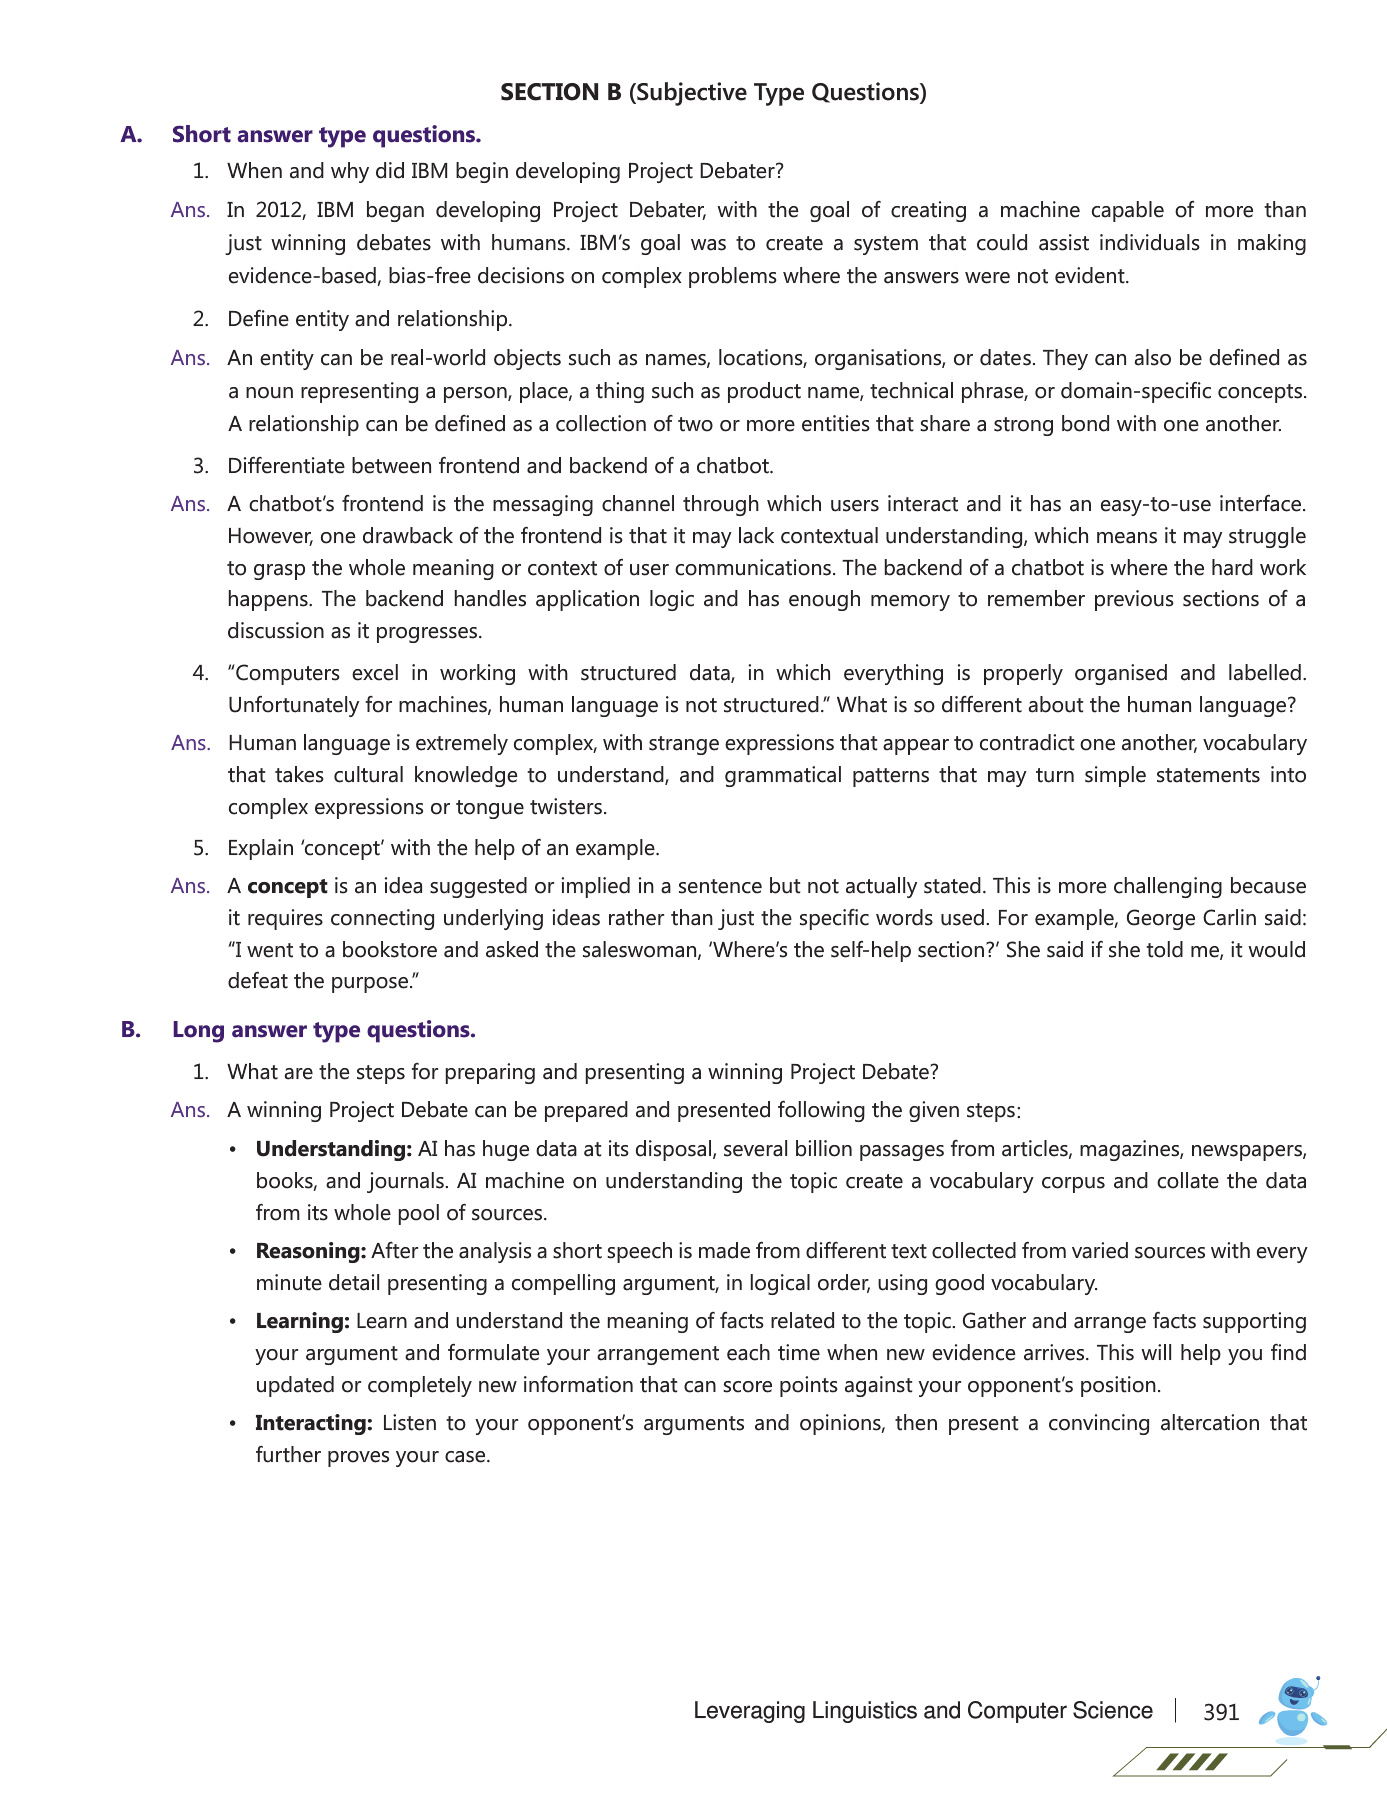 SECTION B (Subjective Type Questions)
A. Short answer type questions.
1. When and why did IBM begin developing Project Debater?
Ans. In 2012, IBM began developing Project Debater, with the goal of creating a machine capable of more than
just winning debates with humans. IBM’s goal was to create a system that could assist individuals in making
evidence-based, bias-free decisions on complex problems where the answers were not evident.
2. Define entity and relationship.
Ans. An entity can be real-world objects such as names, locations, organisations, or dates. They can also be defined as
a noun representing a person, place, a thing such as product name, technical phrase, or domain-specific concepts.
A relationship can be defined as a collection of two or more entities that share a strong bond with one another.
3. Differentiate between frontend and backend of a chatbot.
Ans. A chatbot’s frontend is the messaging channel through which users interact and it has an easy-to-use interface.
However, one drawback of the frontend is that it may lack contextual understanding, which means it may struggle
to grasp the whole meaning or context of user communications. The backend of a chatbot is where the hard work
happens. The backend handles application logic and has enough memory to remember previous sections of a
discussion as it progresses.
4. “Computers excel in working with structured data, in which everything is properly organised and labelled.
Unfortunately for machines, human language is not structured.” What is so different about the human language?
Ans. Human language is extremely complex, with strange expressions that appear to contradict one another, vocabulary
that takes cultural knowledge to understand, and grammatical patterns that may turn simple statements into
complex expressions or tongue twisters.
5. Explain ‘concept’ with the help of an example.
Ans. A concept is an idea suggested or implied in a sentence but not actually stated. This is more challenging because
it requires connecting underlying ideas rather than just the specific words used. For example, George Carlin said:
“I went to a bookstore and asked the saleswoman, ‘Where’s the self-help section?’ She said if she told me, it would
defeat the purpose.”
B. Long answer type questions.
1. What are the steps for preparing and presenting a winning Project Debate?
Ans. A winning Project Debate can be prepared and presented following the given steps:
• Understanding: AI has huge data at its disposal, several billion passages from articles, magazines, newspapers,
books, and journals. AI machine on understanding the topic create a vocabulary corpus and collate the data
from its whole pool of sources.
• Reasoning: After the analysis a short speech is made from different text collected from varied sources with every
minute detail presenting a compelling argument, in logical order, using good vocabulary.
• Learning: Learn and understand the meaning of facts related to the topic. Gather and arrange facts supporting
your argument and formulate your arrangement each time when new evidence arrives. This will help you find
updated or completely new information that can score points against your opponent’s position.
• Interacting: Listen to your opponent’s arguments and opinions, then present a convincing altercation that
further proves your case.
Leveraging Linguistics and Computer Science 391